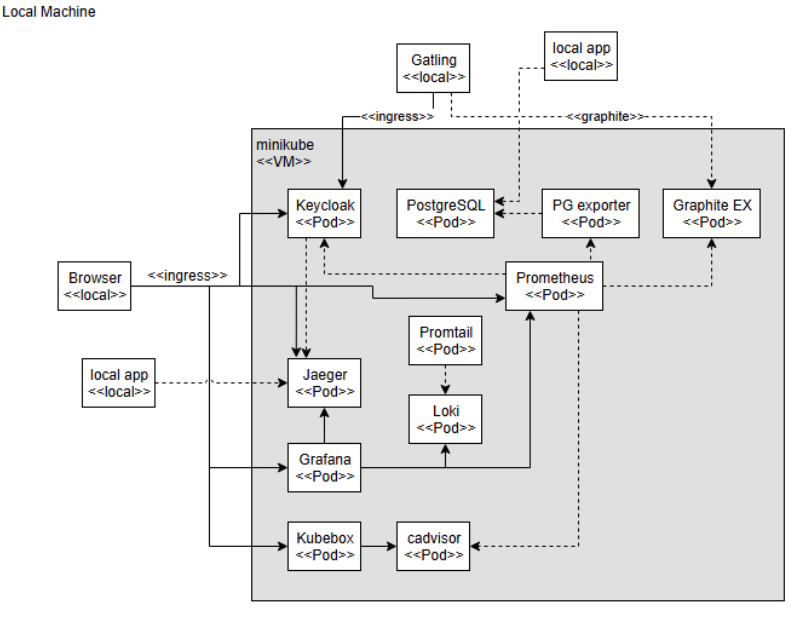 Local Machine
Gatling
<<local>>
local app
<<local>>
<<ingress>>
<<graphite>>
minikube
<<VM>>
Keycloak
<<Pod>>
PostgreSQL
<<Pod>>
PG exporter
<<Pod>>
Graphite EX
<<Pod>>
Browser
<<local>>
<<ingress>>
Prometheus
<<Pod>>
Promtail
<<Pod>>
local app
<<local>>
Jaeger
<<Pod>>
Loki
<<Pod>>
Grafana
<<Pod>>
Kubebox
<<Pod>>
cadvisor
<<Pod>>